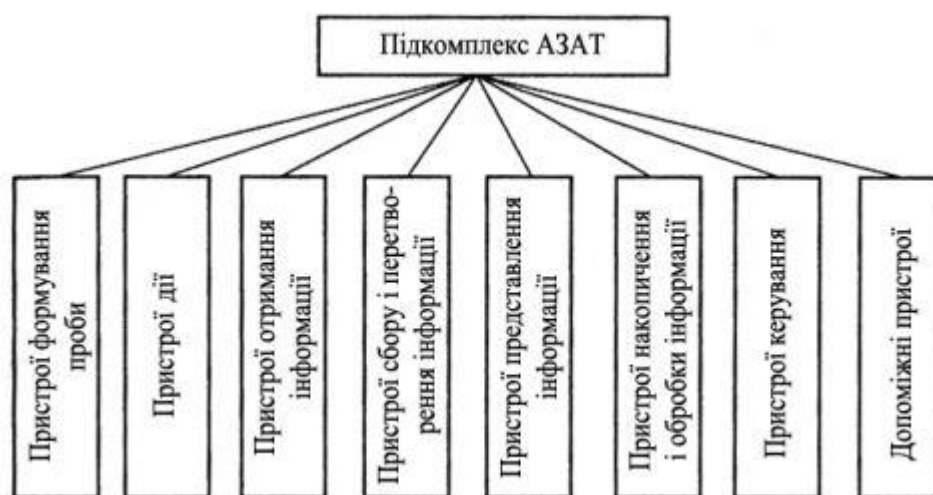 Підкомплекс АЗАТ
Пристрої формування
проби
Пристрої дії
Пристрої отримання
інформації
Пристрої сбору і перетво-
рення інформації
Пристрої представлення
інформації
Пристрої накопичення
і обробки інформації
Пристрої керування
Допоміжні пристрої